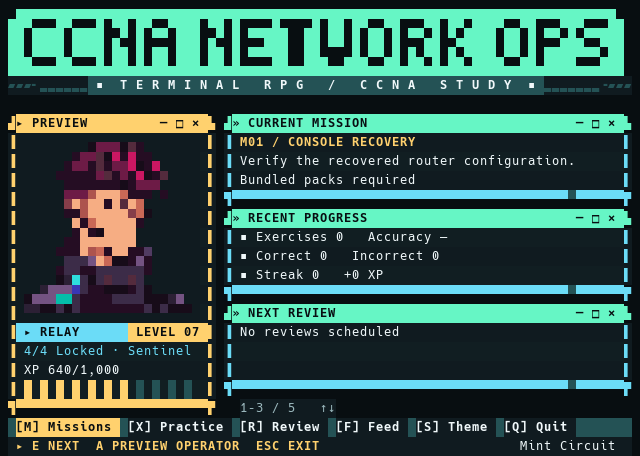 CCNA NETWORK OPS
▪ TERMINAL RPG / CCNA STUDY ▪
▸ PREVIEW — □ ×
» CURRENT MISSION — □ ×
M01 / CONSOLE RECOVERY
Verify the recovered router configuration.
Bundled packs required
» RECENT PROGRESS — □ ×
▪ Exercises 0 Accuracy —
▪ Correct 0 Incorrect 0
▪ Streak 0 +0 XP
» NEXT REVIEW — □ ×
No reviews scheduled
▸ RELAY LEVEL 07
4/4 Locked · Sentinel
XP 640/1,000
1-3 / 5 ↑↓
[M] Missions [X] Practice [R] Review [F] Feed [S] Theme [Q] Quit
▸ E NEXT A PREVIEW OPERATOR ESC EXIT Mint Circuit